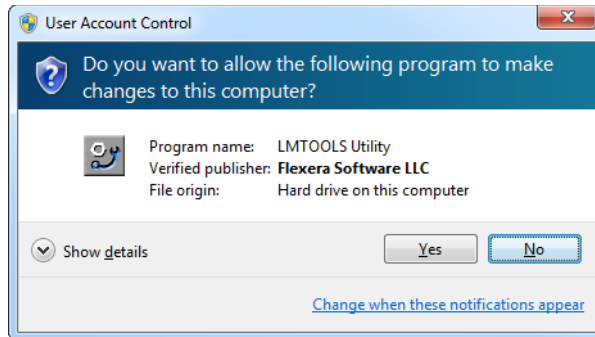 User Account Control
Do you want to allow the following program to make
changes to this computer?
Program name: LMTOOLS Utility
Verified publisher: Flexera Software LLC
File origin: Hard drive on this computer
Show details
Yes
No
Change when these notifications appear